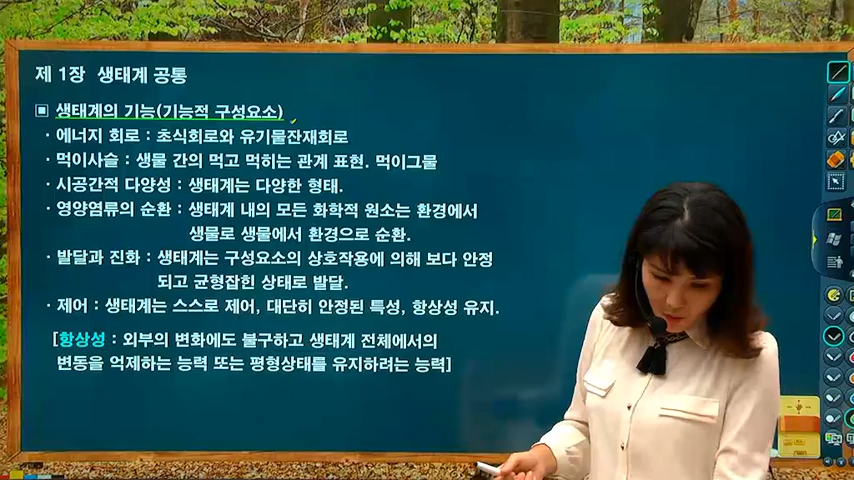 제 1장 생태계 공통
▣ 생태계의 기능(기능적 구성요소)
· 에너지 회로 : 초식회로와 유기물잔재회로
· 먹이사슬 : 생물 간의 먹고 먹히는 관계 표현. 먹이그물
· 시공간적 다양성 : 생태계는 다양한 형태.
· 영양염류의 순환 : 생태계 내의 모든 화학적 원소는 환경에서
생물로 생물에서 환경으로 순환.
· 발달과 진화 : 생태계는 구성요소의 상호작용에 의해 보다 안정
되고 균형잡힌 상태로 발달.
· 제어 : 생태계는 스스로 제어, 대단히 안정된 특성, 항상성 유지.
[항상성 : 외부의 변화에도 불구하고 생태계 전체에서의
변동을 억제하는 능력 또는 평형상태를 유지하려는 능력]